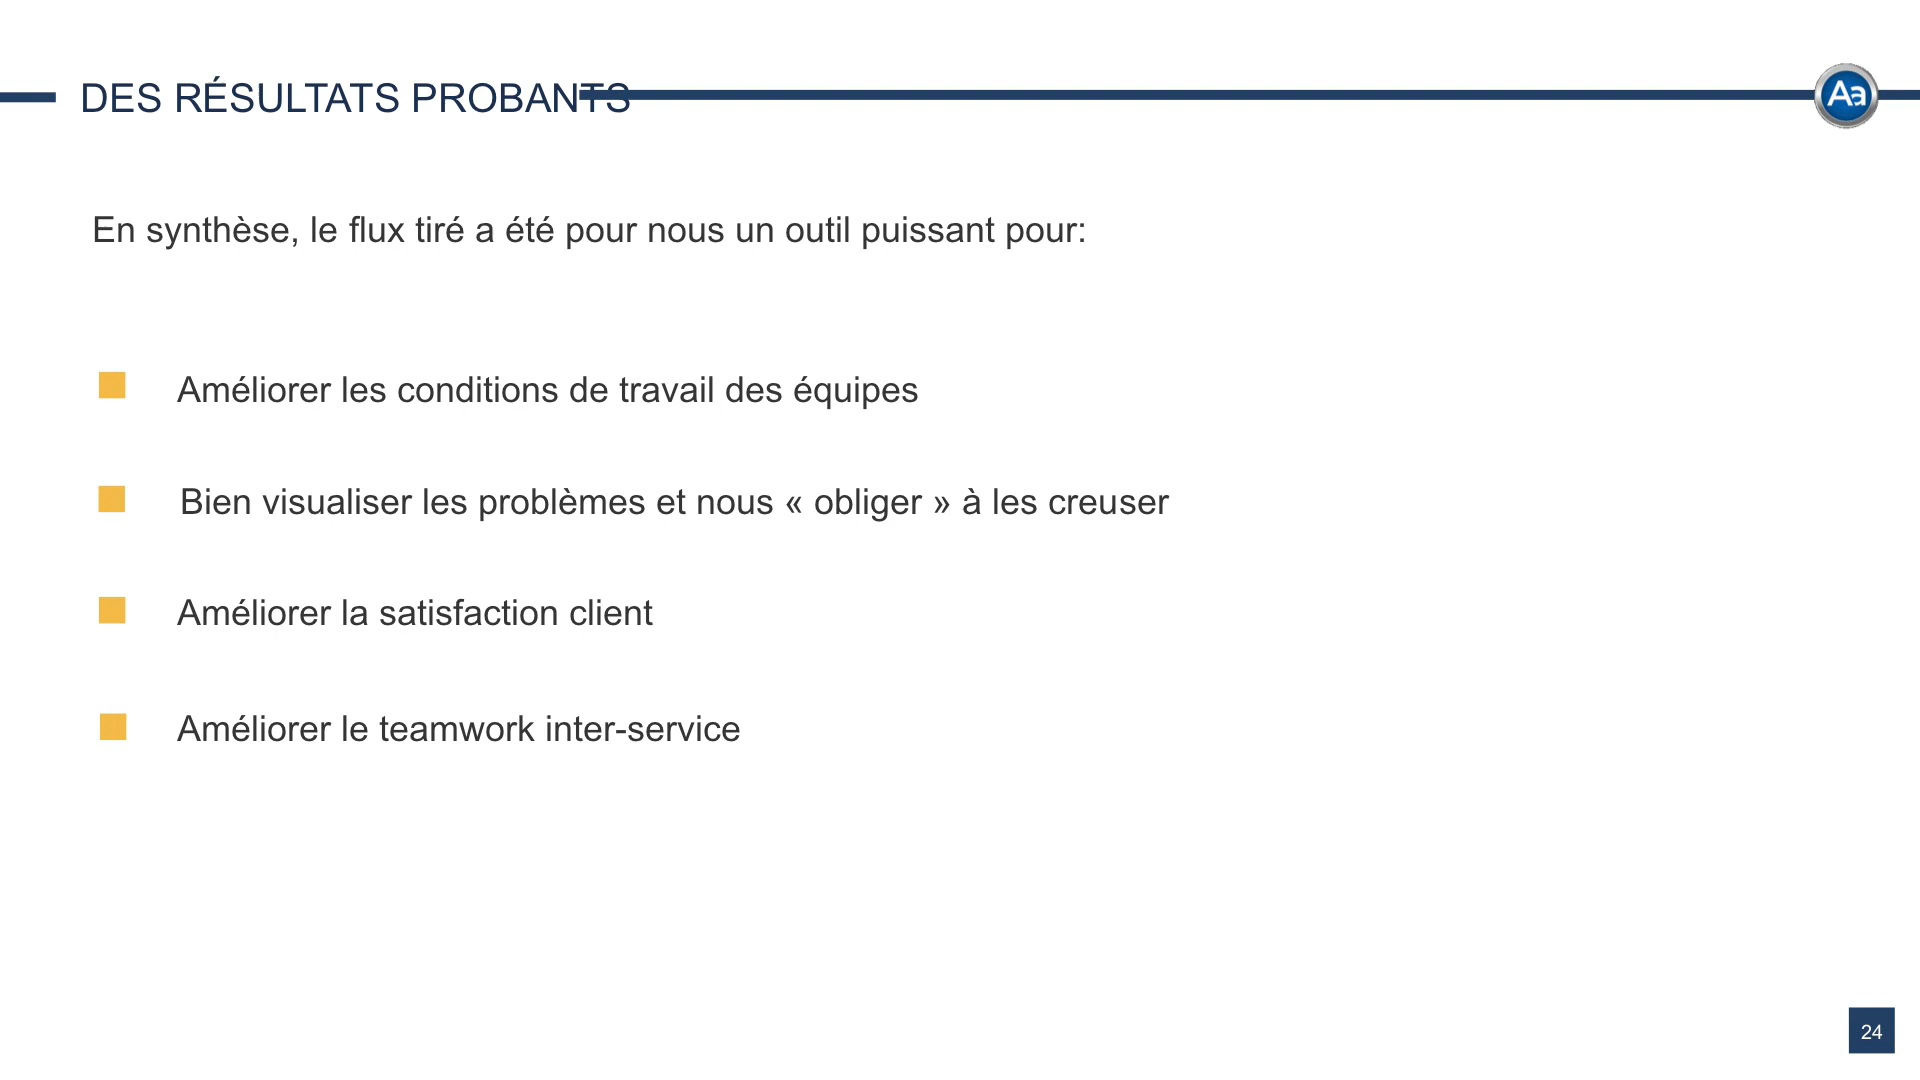 DES RÉSULTATS PROBANTS
Aa
En synthèse, le flux tiré a été pour nous un outil puissant pour:
Améliorer les conditions de travail des équipes
Bien visualiser les problèmes et nous « obliger » à les creuser
Améliorer la satisfaction client
Améliorer le teamwork inter-service
24